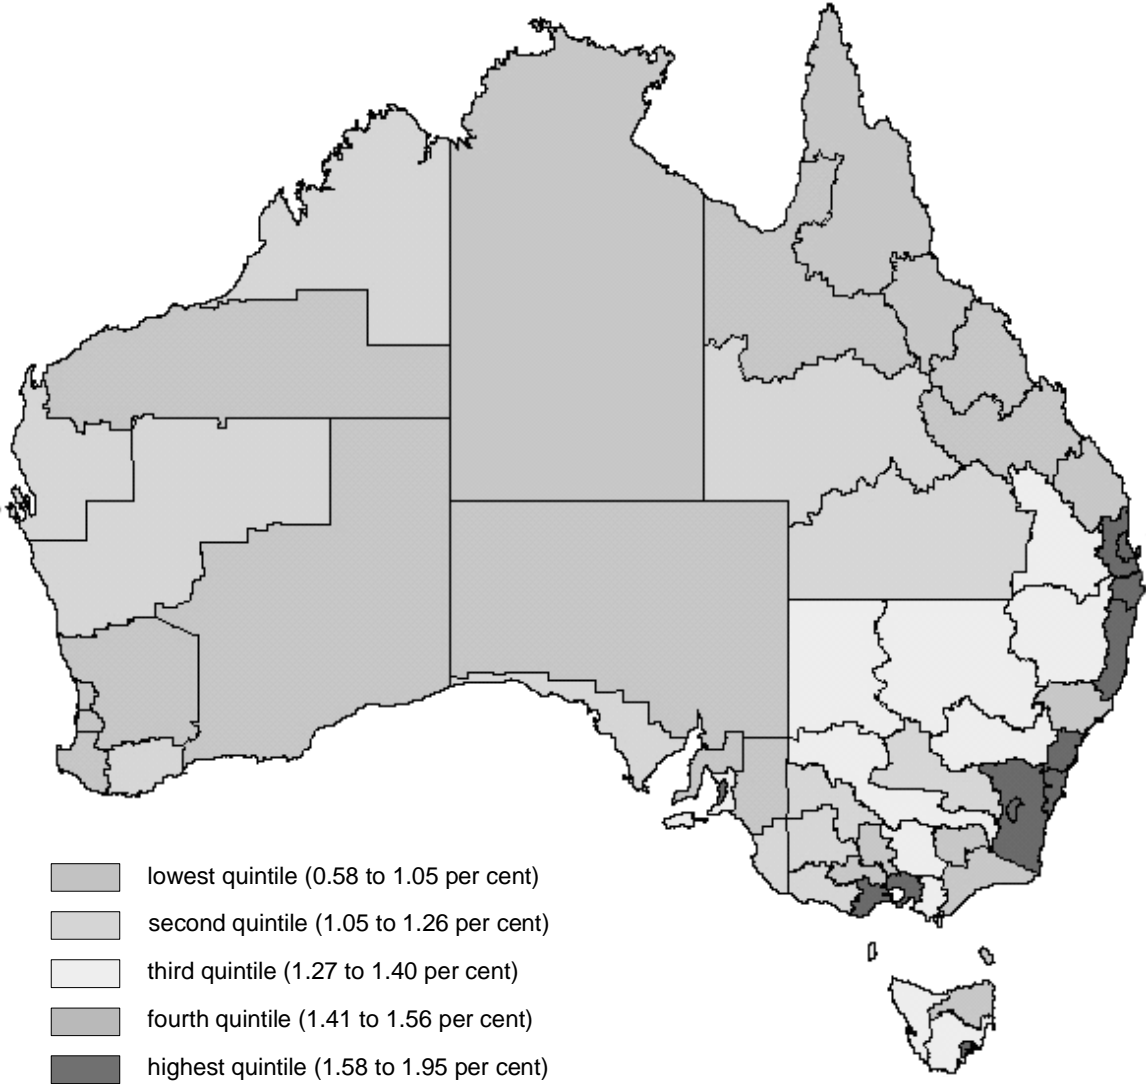 lowest quintile (0.58 to 1.05 per cent)
second quintile (1.05 to 1.26 per cent)
third quintile (1.27 to 1.40 per cent)
fourth quintile (1.41 to 1.56 per cent)
highest quintile (1.58 to 1.95 per cent)